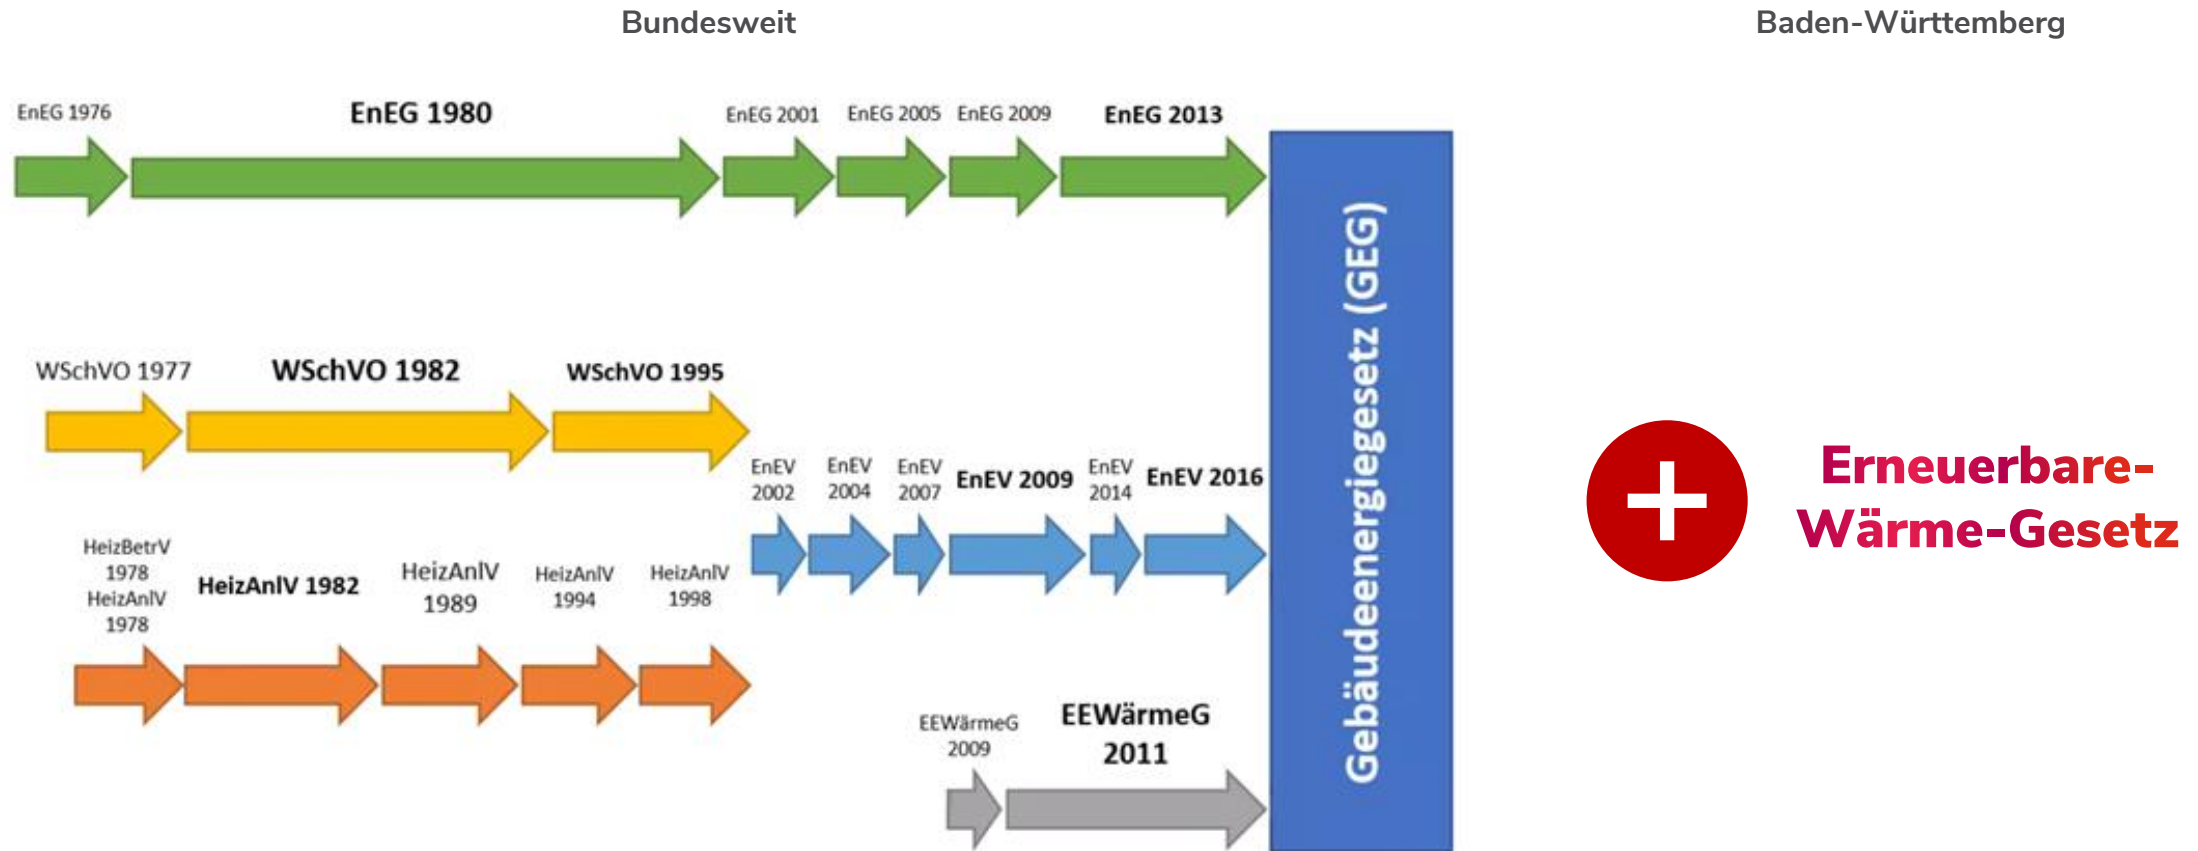 Bundesweit
Baden-Württemberg
EnEG 1976
EnEG 1980
EnEG 2001
EnEG 2005
EnEG 2009
EnEG 2013
WSchVO 1977
WSchVO 1982
WSchVO 1995
EnEV
2002
EnEV
2004
EnEV
2007
EnEV 2009
EnEV
2014
EnEV 2016
HeizBetrV
1978
HeizAnlV
1978
HeizAnlV 1982
HeizAnlV
1989
HeizAnlV
1994
HeizAnlV
1998
EEWärmeG
2009
EEWärmeG
2011
Gebäudeenergiegesetz (GEG)
Erneuerbare-
Wärme-Gesetz